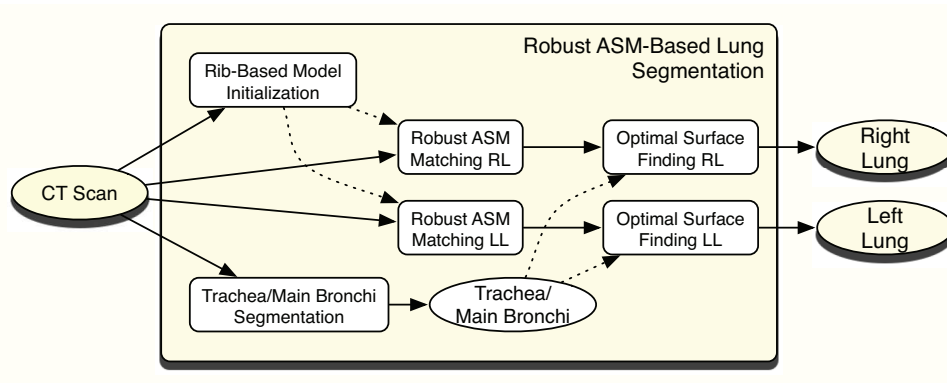 Robust ASM-Based Lung
Segmentation
Rib-Based Model
Initialization
Robust ASM
Matching RL
Optimal Surface
Finding RL
Right
Lung
CT Scan
Robust ASM
Matching LL
Optimal Surface
Finding LL
Left
Lung
Trachea/Main Bronchi
Segmentation
Trachea/
Main Bronchi